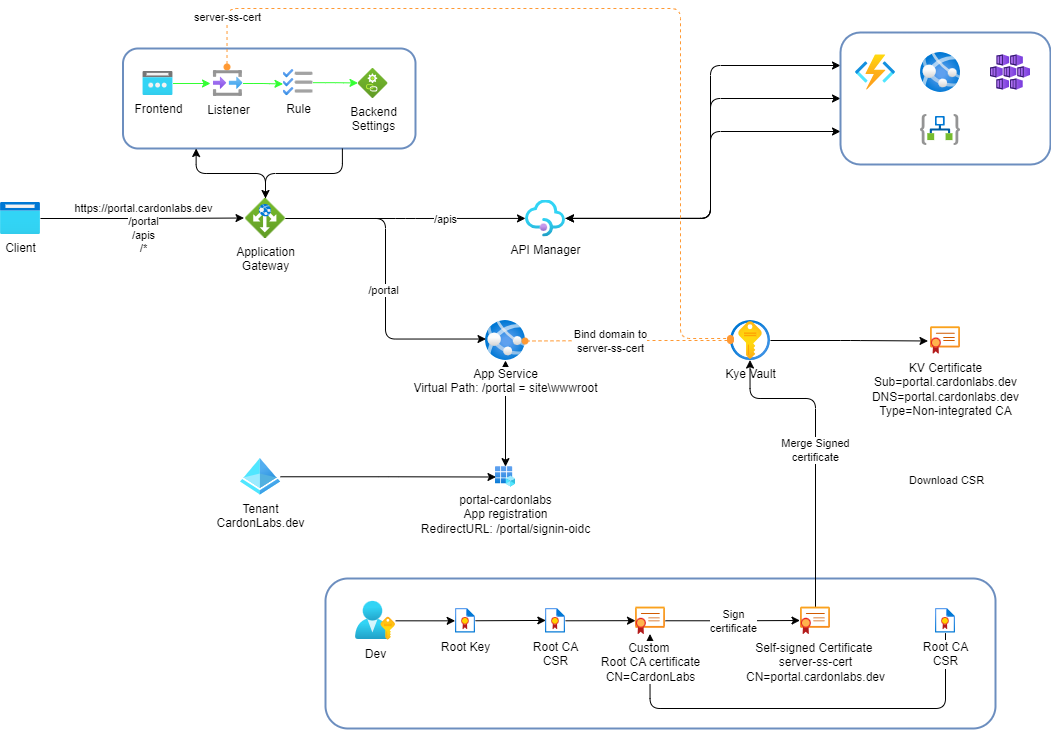 server-ss-cert
Frontend
Listener
Rule
Backend
Settings
https://portal.cardonlabs.dev
/portal
/apis
/*
Client
Application
Gateway
/apis
API Manager
/portal
App Service
Virtual Path: /portal = site\wwwroot
Bind domain to
server-ss-cert
Kye Vault
KV Certificate
Sub=portal.cardonlabs.dev
DNS=portal.cardonlabs.dev
Type=Non-integrated CA
Merge Signed
certificate
Download CSR
Tenant
CardonLabs.dev
portal-cardonlabs
App registration
RedirectURL: /portal/signin-oidc
Dev
Root Key
Root CA
CSR
Custom
Root CA certificate
CN=CardonLabs
Sign
certificate
Self-signed Certificate
server-ss-cert
CN=portal.cardonlabs.dev
Root CA
CSR